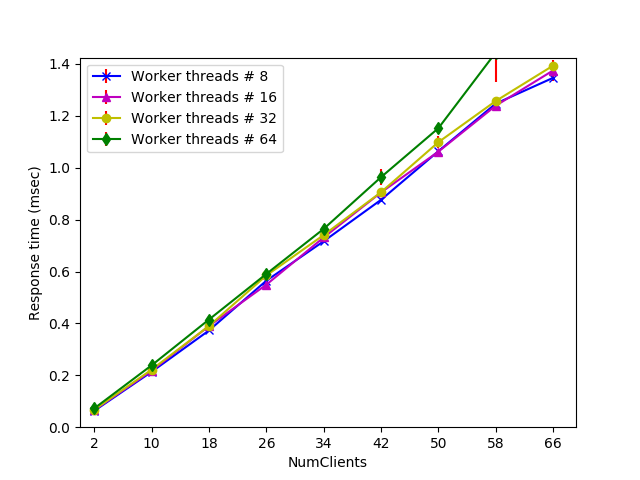 Worker threads # 8
Worker threads # 16
Worker threads # 32
Worker threads # 64
1.4
1.2
1.0
0.8
0.6
0.4
0.2
0.0
Response time (msec)
2 10 18 26 34 42 50 58 66
NumClients